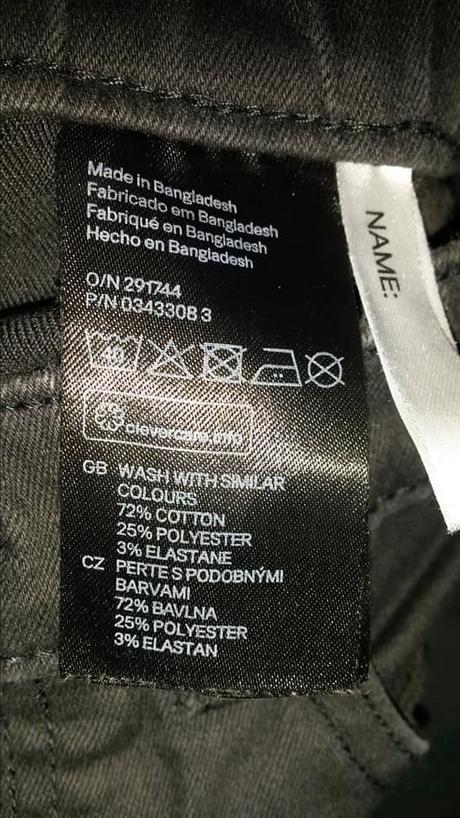 Made in Bangladesh
Fabricado em Bangladesh
Fabriqué en Bangladesh
Hecho en Bangladesh
O/N 291744
P/N 0343308 3
40
clevercare.info
GB WASH WITH SIMILAR
COLOURS
72% COTTON
25% POLYESTER
3% ELASTANE
CZ PERTE S PODOBNÝMI
BARVAMI
72% BAVLNA
25% POLYESTER
3% ELASTAN
NAME: